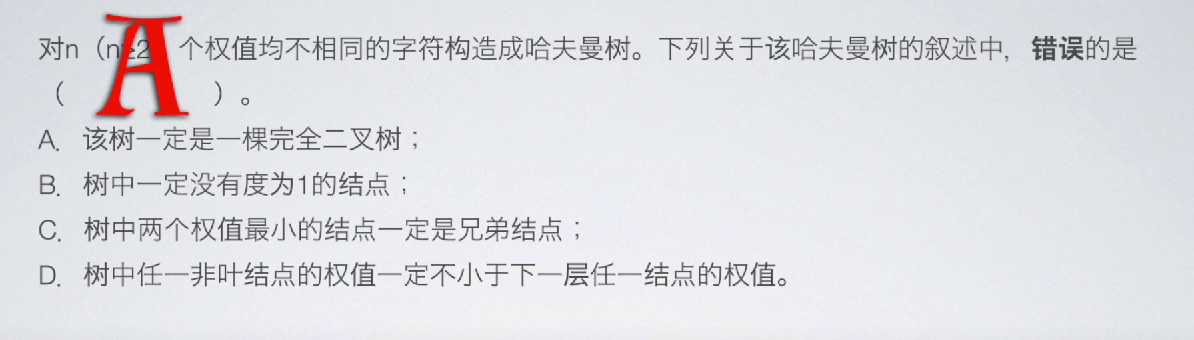 对n（n≥2）个权值均不相同的字符构造成哈夫曼树。下列关于该哈夫曼树的叙述中，错误的是
（ A ）。
A. 该树一定是一棵完全二叉树；
B. 树中一定没有度为1的结点；
C. 树中两个权值最小的结点一定是兄弟结点；
D. 树中任一非叶结点的权值一定不小于下一层任一结点的权值。